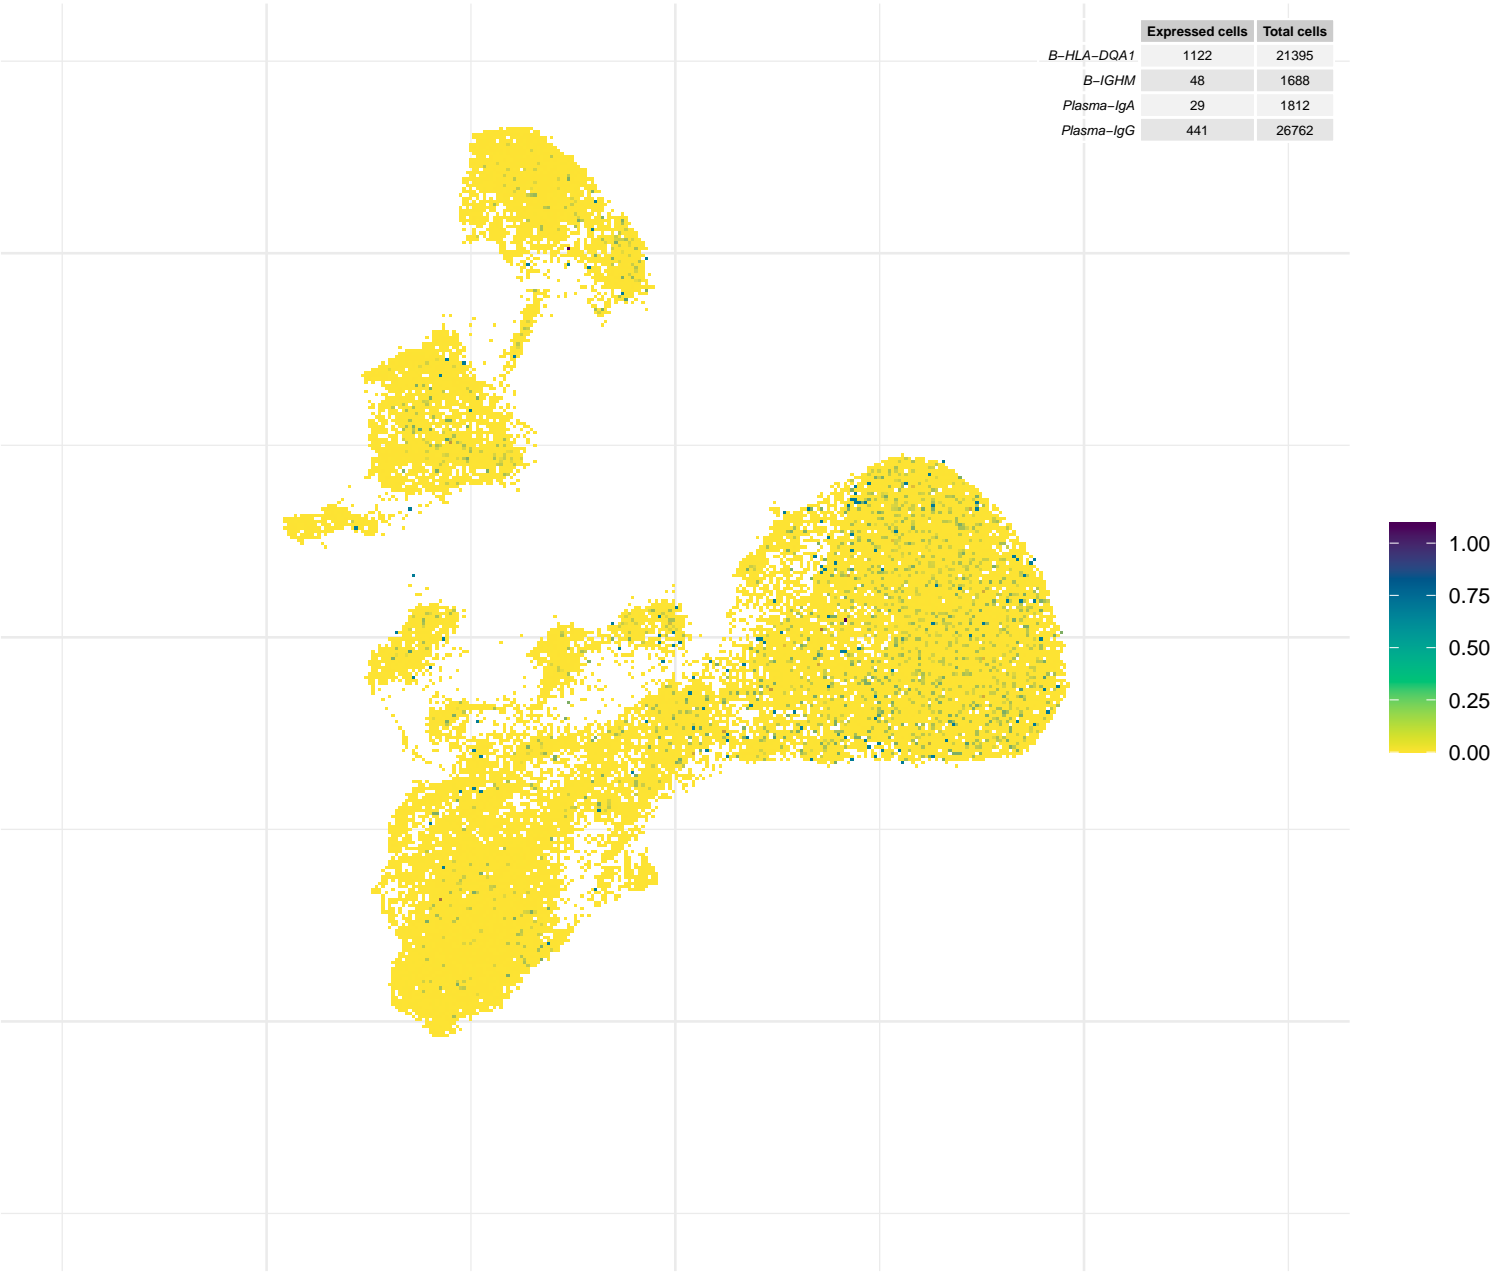 Expressed cells Total cells
B−HLA−DQA1 1122 21395
B−IGHM 48 1688
Plasma−IgA 29 1812
Plasma−IgG 441 26762
1.00
0.75
0.50
0.25
0.00